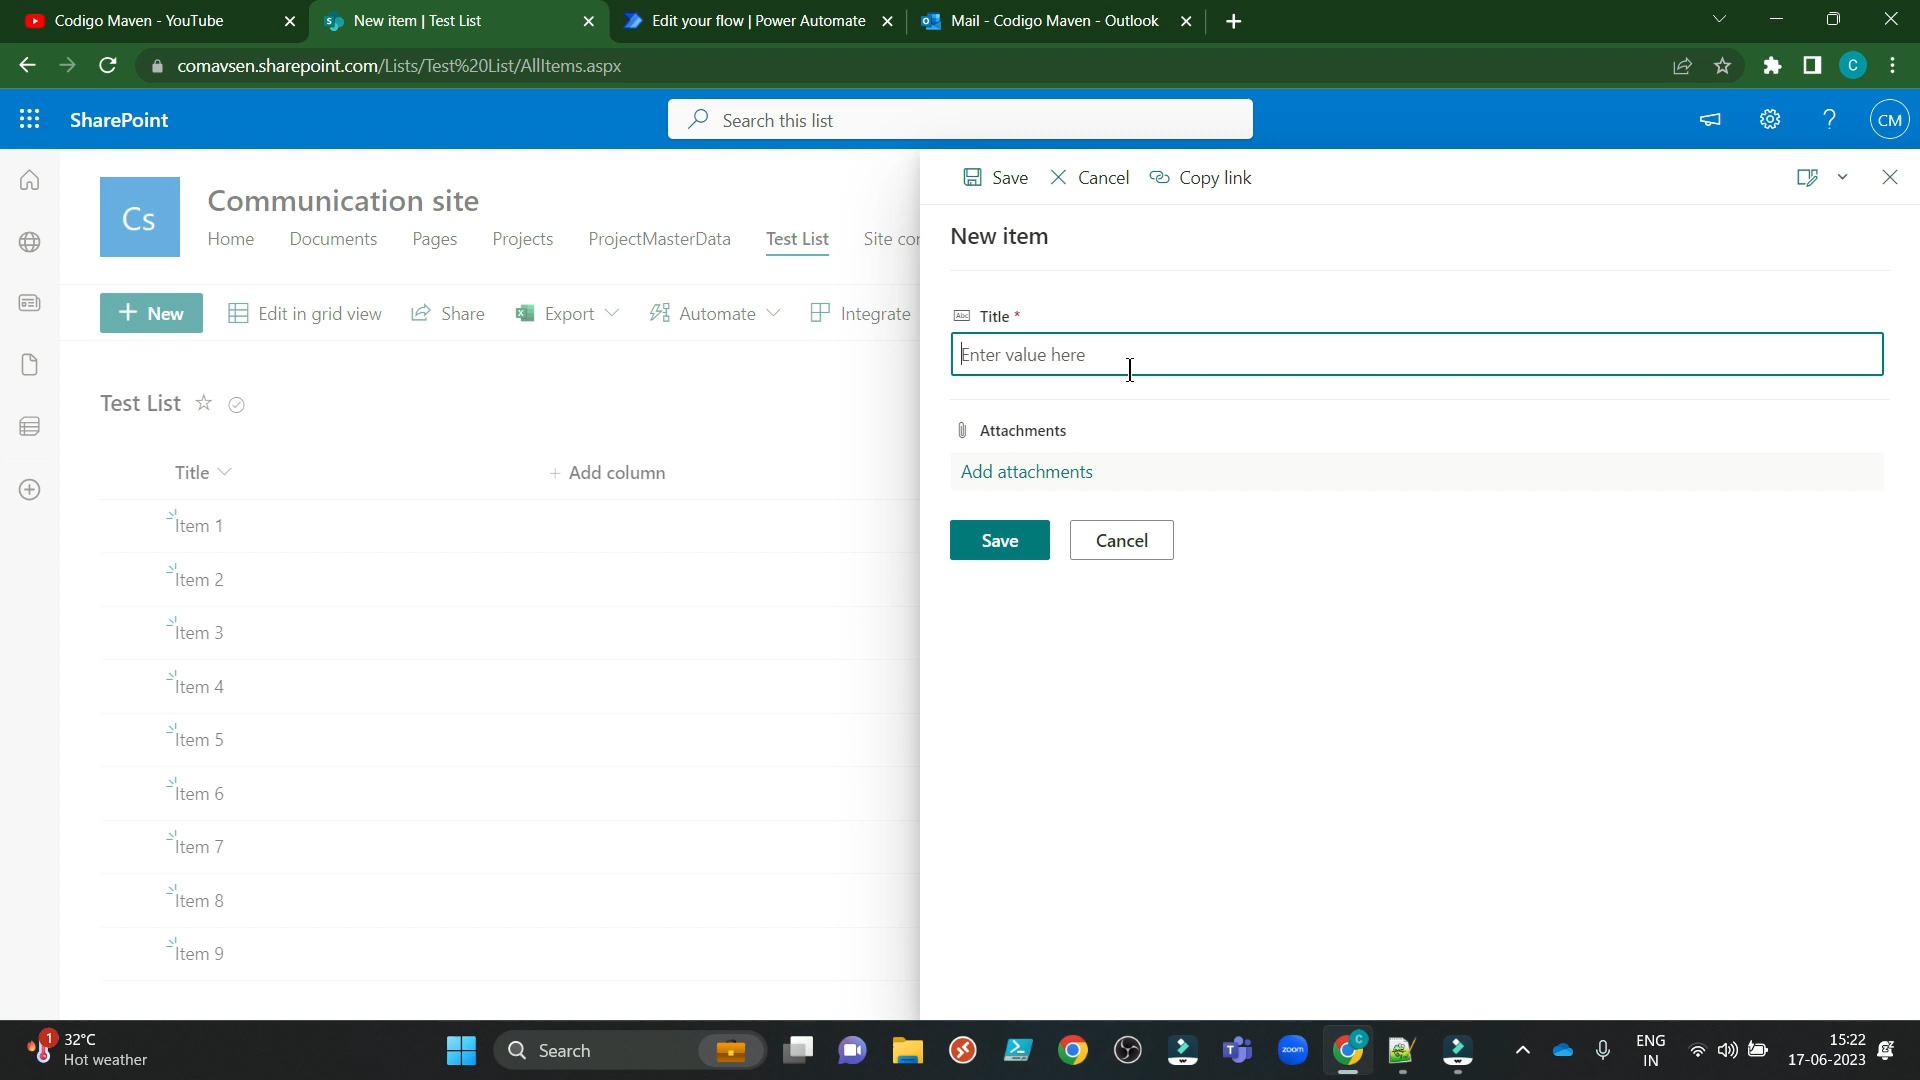 Codigo Maven - YouTube
New item | Test List
Edit your flow | Power Automate
Mail - Codigo Maven - Outlook
comavsen.sharepoint.com/Lists/Test%20List/AllItems.aspx
C
SharePoint
Search this list
CM
Cs
Communication site
Home Documents Pages Projects ProjectMasterData Test List Site cor
New Edit in grid view Share Export Automate Integrate
Test List
Title
Add column
Item 1
Item 2
Item 3
Item 4
Item 5
Item 6
Item 7
Item 8
Item 9
Save Cancel Copy link
New item
Abc Title *
Enter value here
Attachments
Add attachments
Save Cancel
1 32°C
Hot weather
Search
zoom
C
ENG
IN
15:22
17-06-2023